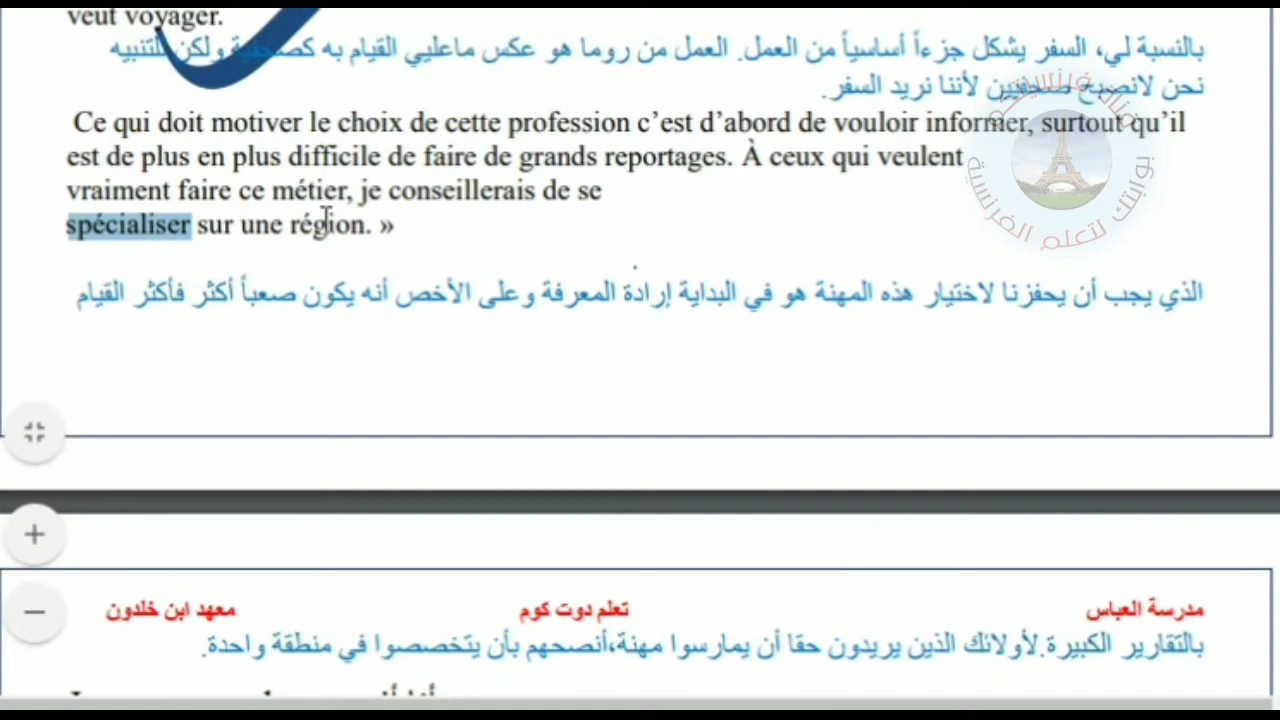 veut voyager.
بالنسبة لي، السفر يشكل جزءاً أساسياً من العمل. العمل من روما هو عكس ماعليي القيام به كصحفية ولكن للتنبيه
نحن لانصبح صحفيين لأننا نريد السفر.
Ce qui doit motiver le choix de cette profession c’est d’abord de vouloir informer, surtout qu’il
est de plus en plus difficile de faire de grands reportages. À ceux qui veulent
vraiment faire ce métier, je conseillerais de se
spécialiser sur une région. »
قناة فرنسيتي
قناتك لتعلم الفرنسية
الذي يجب أن يحفزنا لاختيار هذه المهنة هو في البداية إرادة المعرفة وعلى الأخص أنه يكون صعباً أكثر فأكثر القيام
مدرسة العباس تعلم دوت كوم معهد ابن خلدون
بالتقارير الكبيرة.لأولائك الذين يريدون حقا أن يمارسوا مهنة،أنصحهم بأن يتخصصوا في منطقة واحدة.